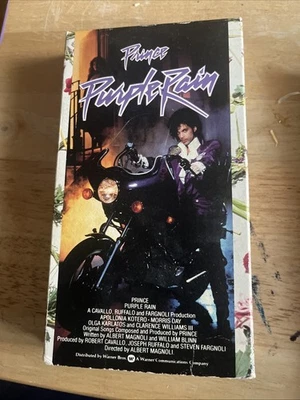 Prince
Purple Rain
PRINCE
PURPLE RAIN
A CAVALLO, RUFFALO and FARGNOLI Production
APOLLONIA KOTERO · MORRIS DAY
OLGA KARLATOS and CLARENCE WILLIAMS III
Original Songs Composed and Produced by PRINCE
Written by ALBERT MAGNOLI and WILLIAM BLINN
Produced by ROBERT CAVALLO, JOSEPH RUFFALO and STEVEN FARGNOLI
Directed by ALBERT MAGNOLI
Distributed by Warner Bros. A Warner Communications Company